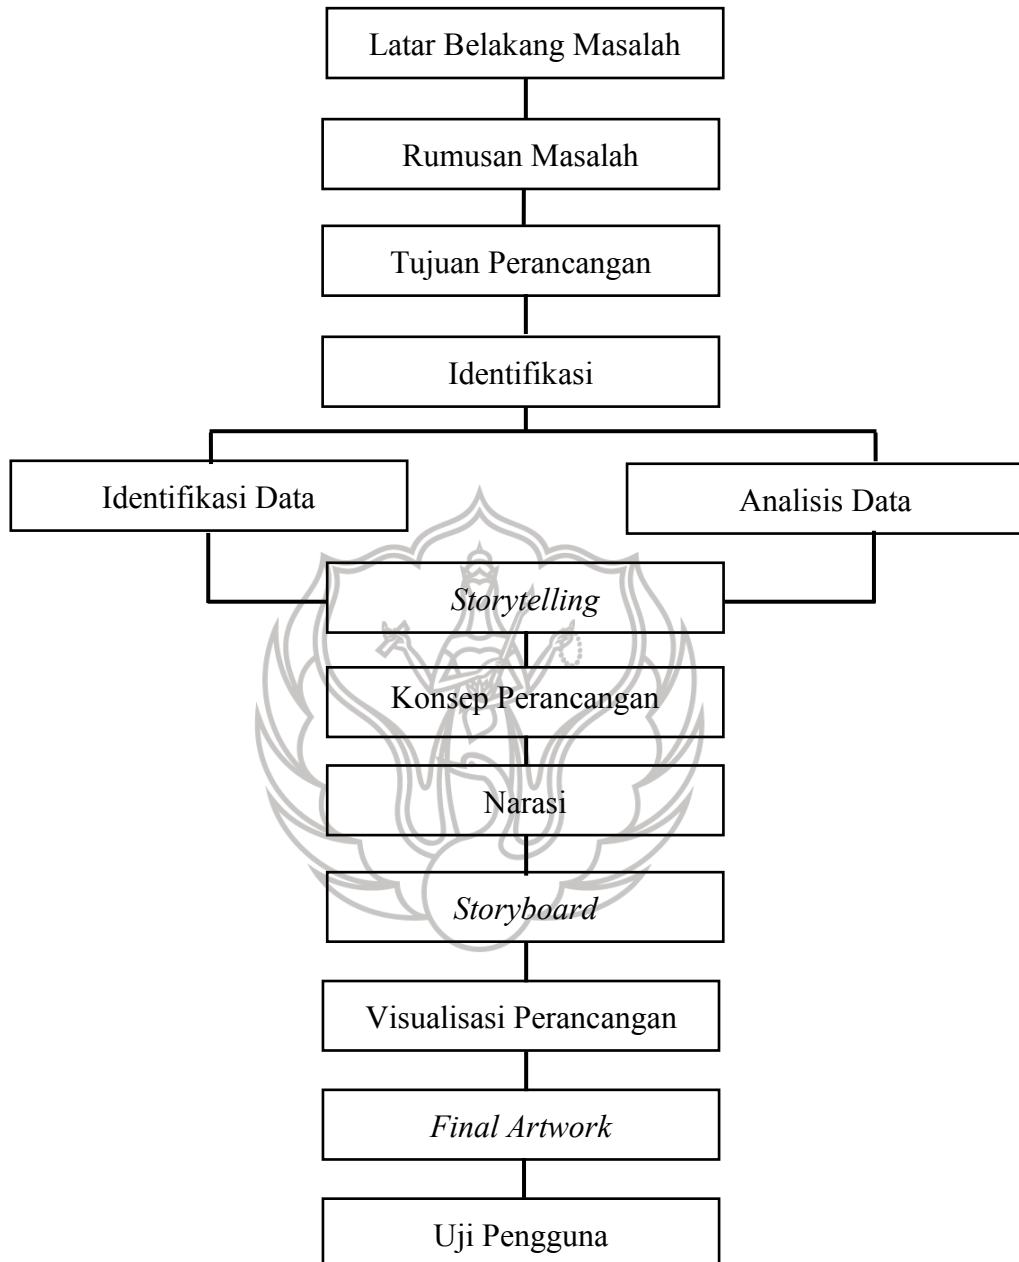 Latar Belakang Masalah
Rumusan Masalah
Tujuan Perancangan
Identifikasi
Identifikasi Data
Analisis Data
Storytelling
Konsep Perancangan
Narasi
Storyboard
Visualisasi Perancangan
Final Artwork
Uji Pengguna